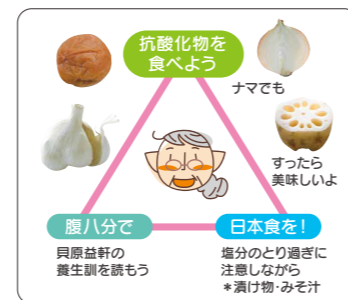 抗酸化物を
食べよう
ナマでも
すったら
美味しいよ
腹八分で
貝原益軒の
養生訓を読もう
日本食を!
塩分のとり過ぎに
注意しながら
*漬け物・みそ汁